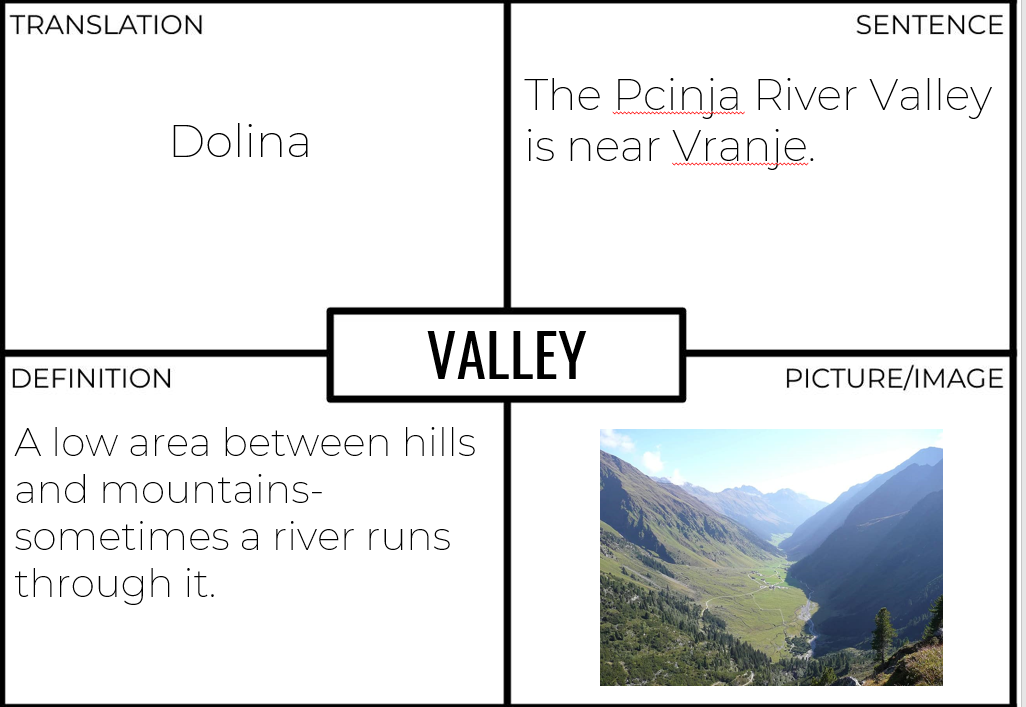 TRANSLATION
Dolina
SENTENCE
The Pcinja River Valley
is near Vranje.
VALLEY
DEFINITION
A low area between hills
and mountains-
sometimes a river runs
through it.
PICTURE/IMAGE